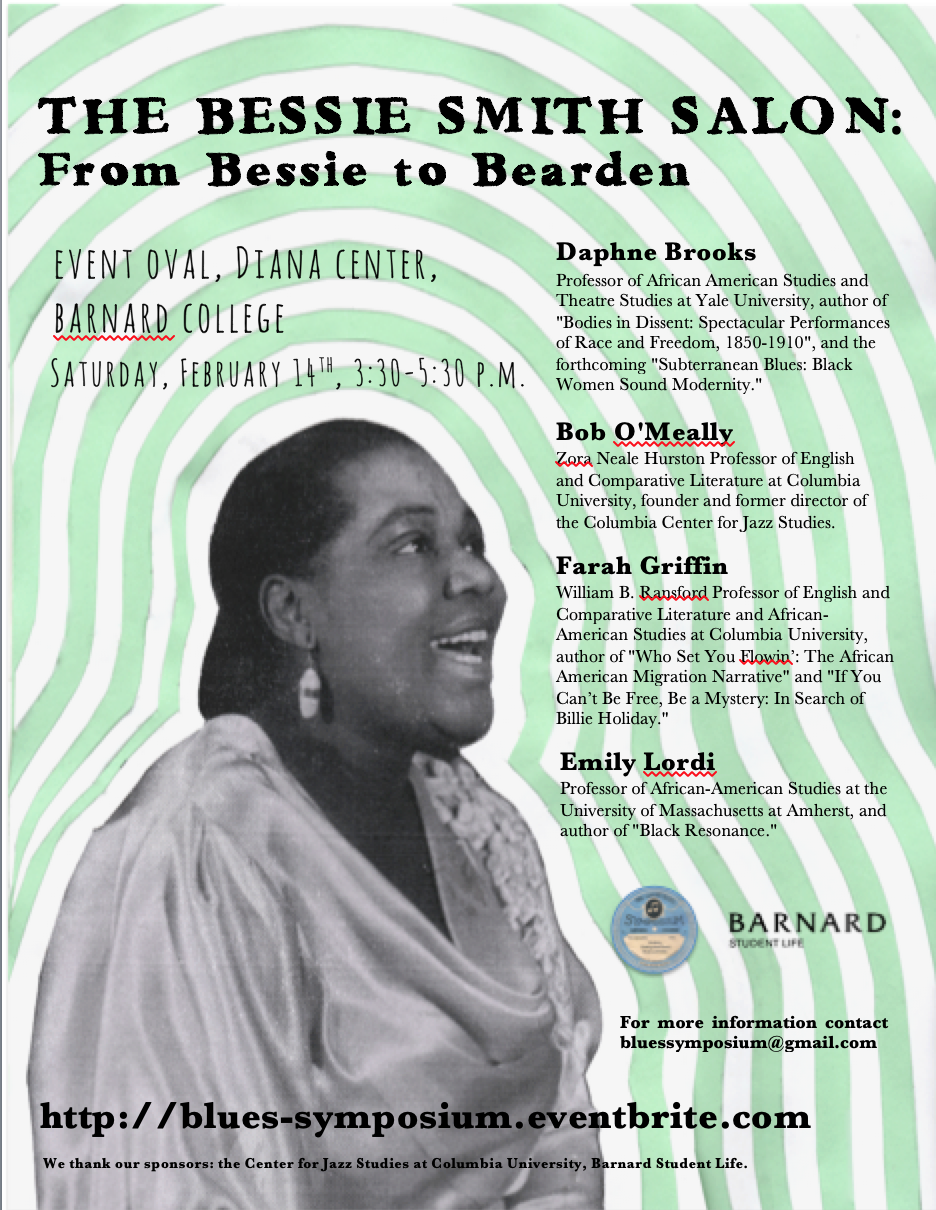 THE BESSIE SMITH SALON:
From Bessie to Bearden
EVENT OVAL, DIANA CENTER,
BARNARD COLLEGE
SATURDAY, FEBRUARY 14TH, 3:30-5:30 P.M.
Daphne Brooks
Professor of African American Studies and
Theatre Studies at Yale University, author of
"Bodies in Dissent: Spectacular Performances
of Race and Freedom, 1850-1910", and the
forthcoming "Subterranean Blues: Black
Women Sound Modernity."
Bob O'Meally
Zora Neale Hurston Professor of English
and Comparative Literature at Columbia
University, founder and former director of
the Columbia Center for Jazz Studies.
Farah Griffin
William B. Ransford Professor of English and
Comparative Literature and African-
American Studies at Columbia University,
author of "Who Set You Flowin’: The African
American Migration Narrative" and "If You
Can’t Be Free, Be a Mystery: In Search of
Billie Holiday."
Emily Lordi
Professor of African-American Studies at the
University of Massachusetts at Amherst, and
author of "Black Resonance."
BARNARD
STUDENT LIFE
For more information contact
bluessymposium@gmail.com
http://blues-symposium.eventbrite.com
We thank our sponsors: the Center for Jazz Studies at Columbia University, Barnard Student Life.